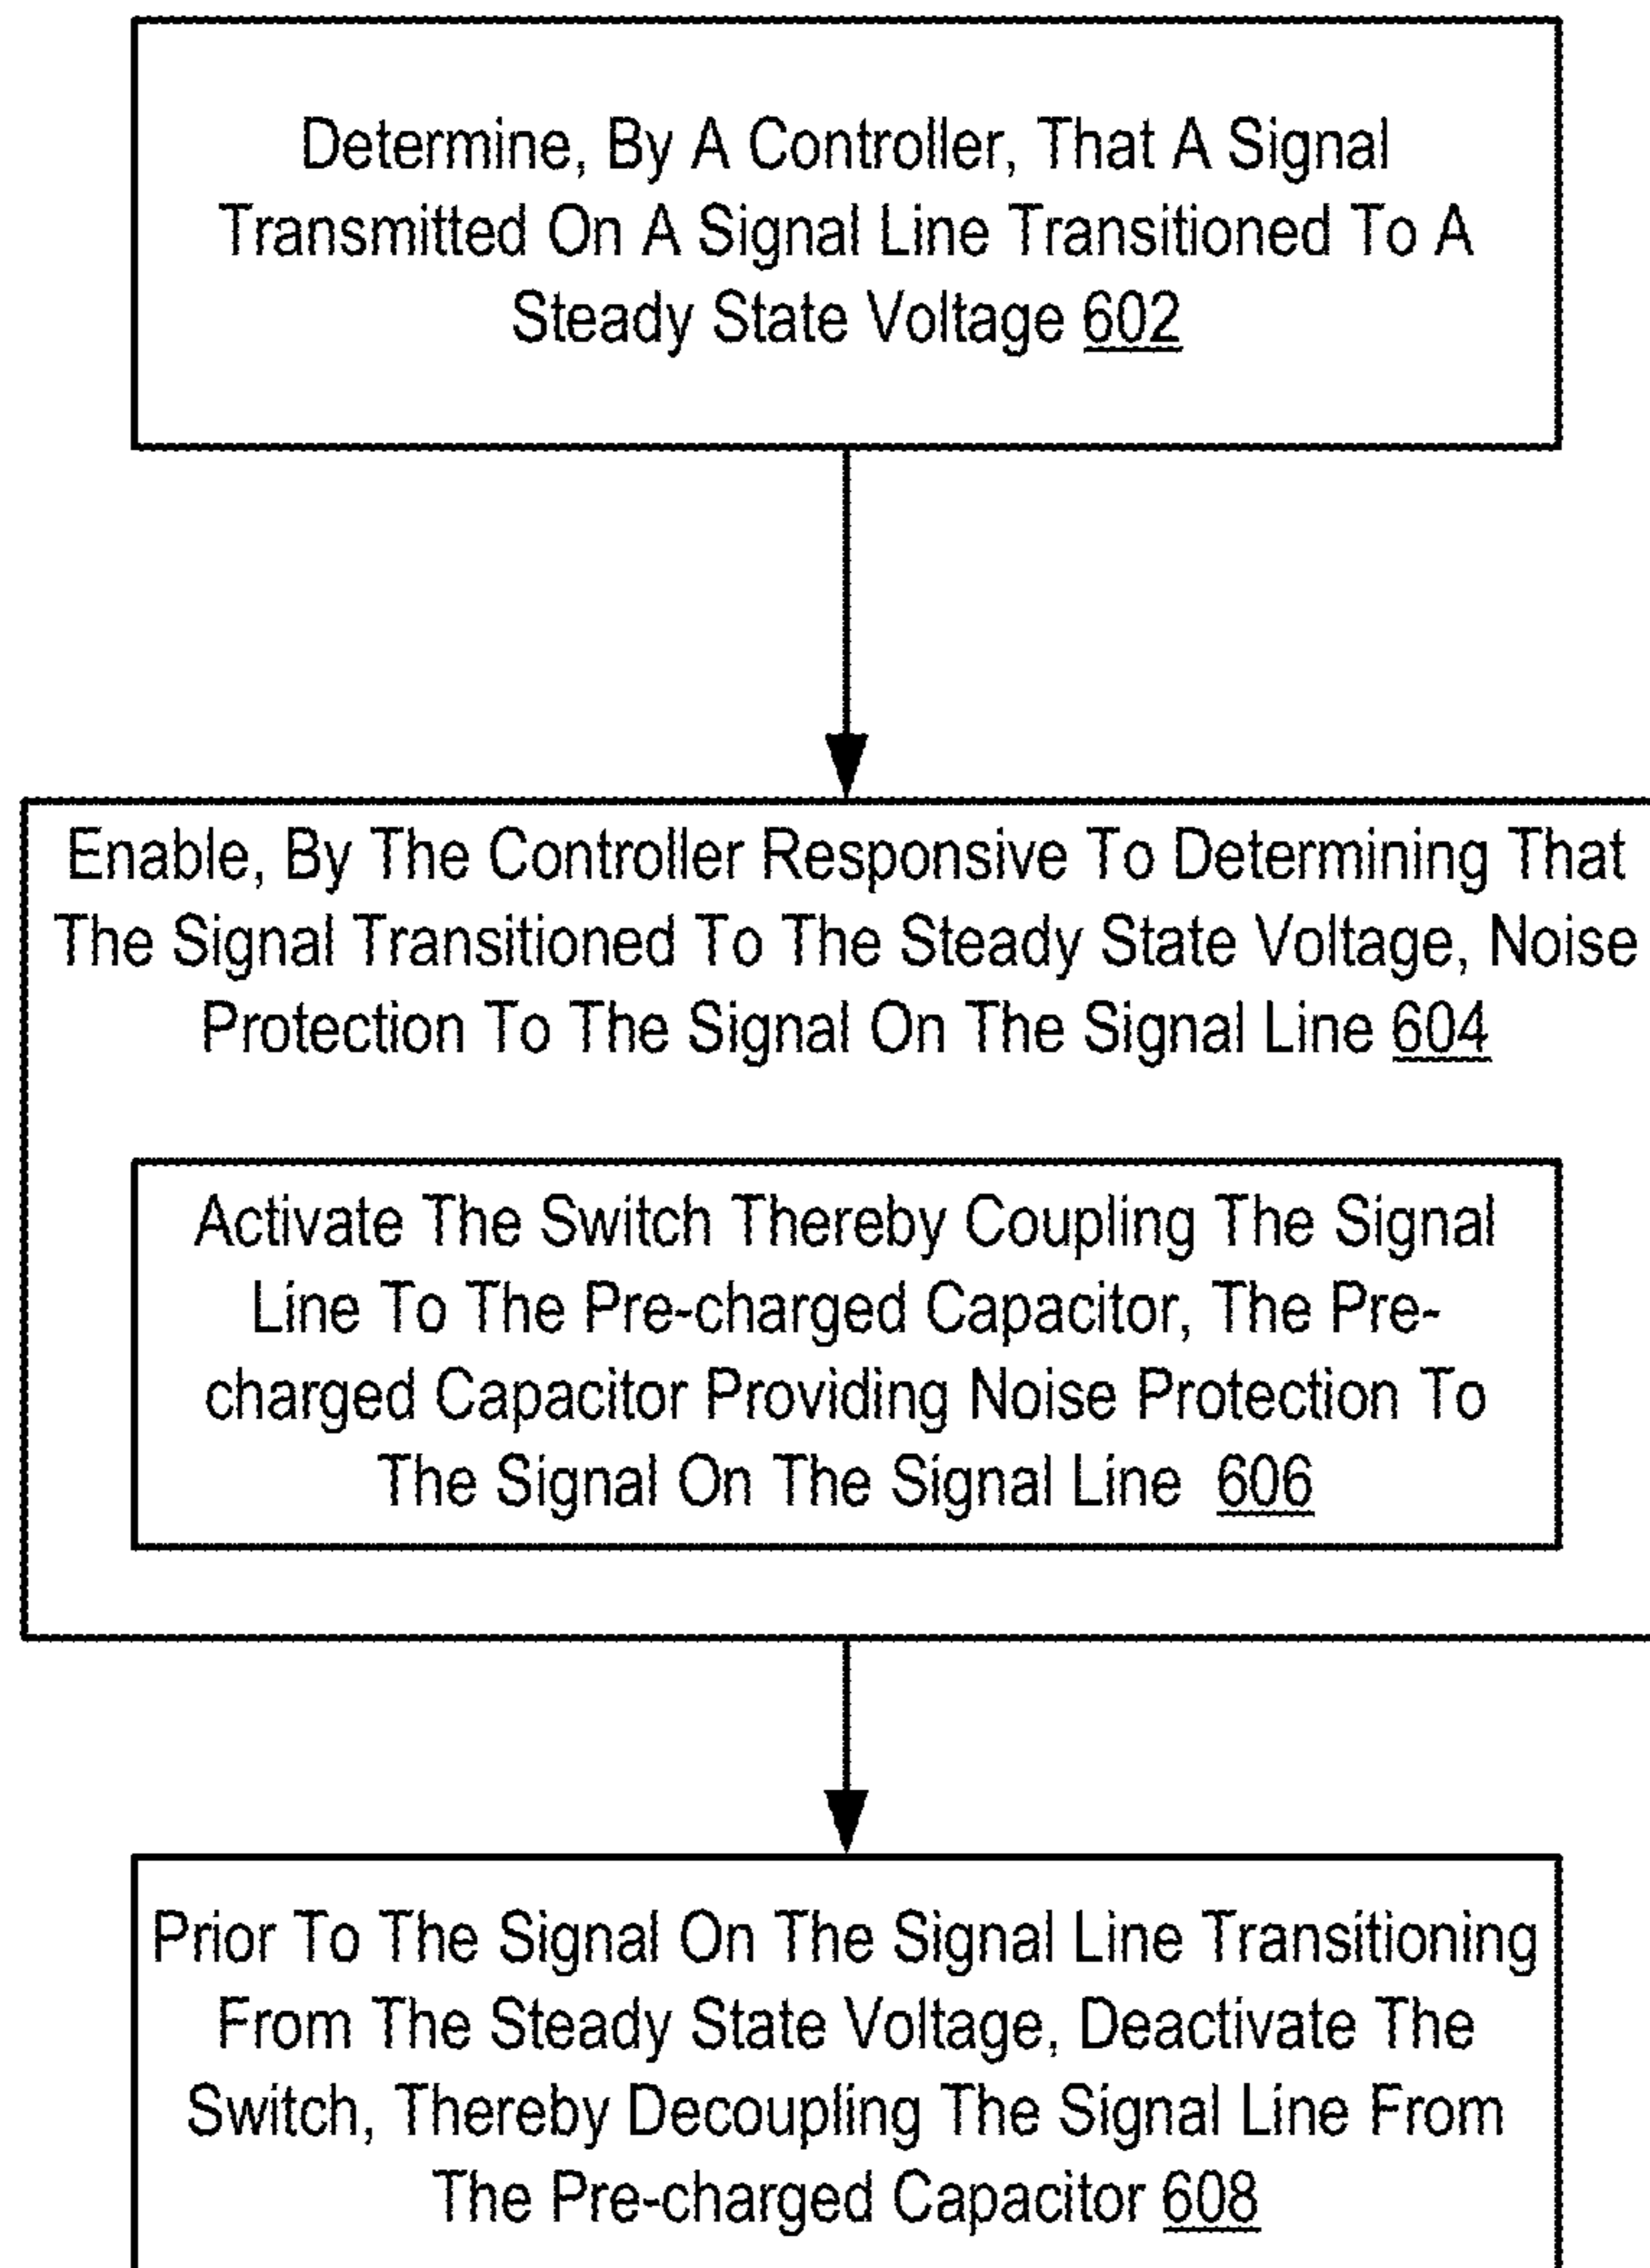 Determine, By A Controller, That A Signal
Transmitted On A Signal Line Transitioned To A
Steady State Voltage 602
Enable, By The Controller Responsive To Determining That
The Signal Transitioned To The Steady State Voltage, Noise
Protection To The Signal On The Signal Line 604
Activate The Switch Thereby Coupling The Signal
Line To The Pre-charged Capacitor, The Pre-
charged Capacitor Providing Noise Protection To
The Signal On The Signal Line 606
Prior To The Signal On The Signal Line Transitioning
From The Steady State Voltage, Deactivate The
Switch, Thereby Decoupling The Signal Line From
The Pre-charged Capacitor 608